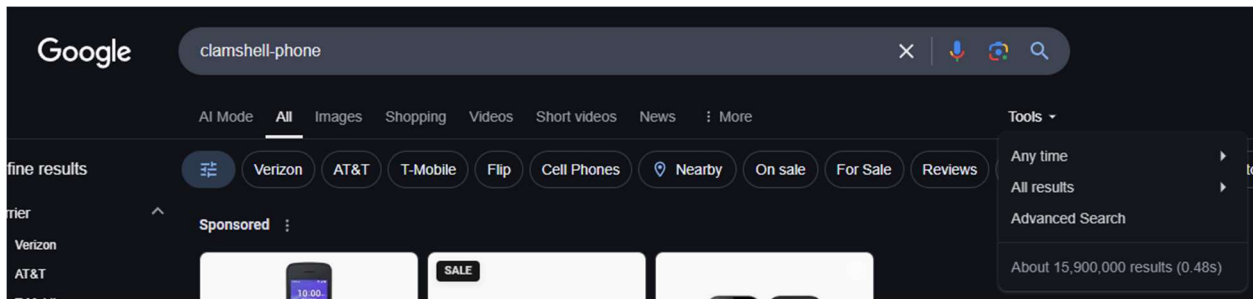 Google clamshell-phone
AI Mode All Images Shopping Videos Short videos News More Tools
fine results Verizon AT&T T-Mobile Flip Cell Phones Nearby On sale For Sale Reviews
Any time
All results
Advanced Search
About 15,900,000 results (0.48s)
rrier
Verizon
AT&T
Sponsored
SALE
10:00